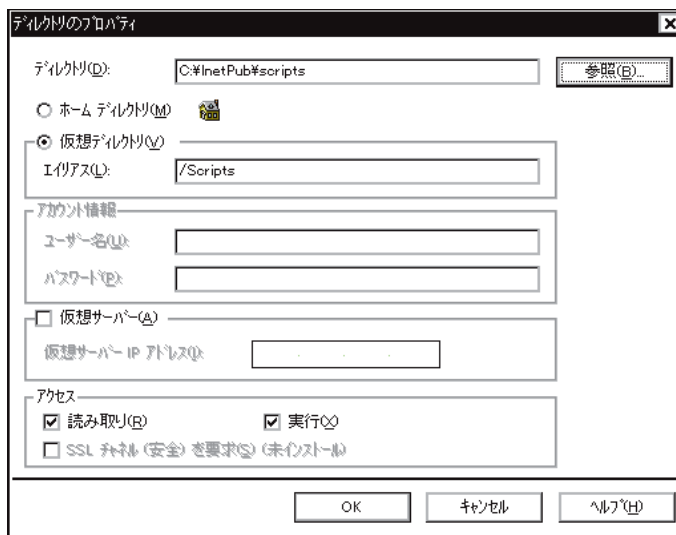 ディレクトリのプロパティ
ディレクトリ(D):
C:¥InetPub¥scripts
参照(B)...
ホーム ディレクトリ(M)
仮想ディレクトリ(V)
エイリアス(L):
/Scripts
アカウント情報
ユーザー名(U):
パスワード(P):
仮想サーバー(A)
仮想サーバー IP アドレス(I):
アクセス
読み取り(R)
実行(X)
SSL チャネル (安全) を要求(S) (未インストール)
OK
キャンセル
ヘルプ(H)